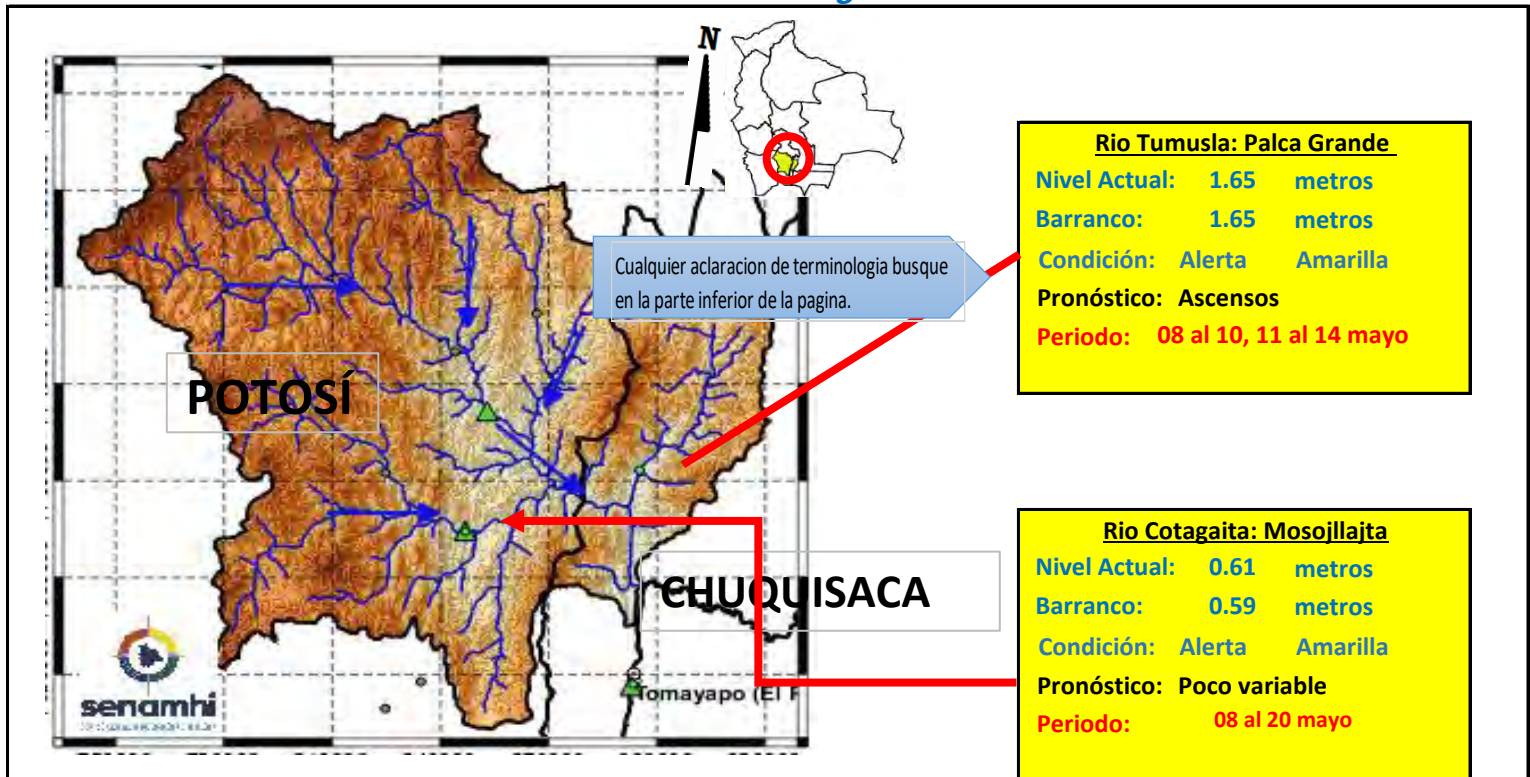 N
Cualquier aclaracion de terminologia busque
en la parte inferior de la pagina.
POTOSÍ
CHUQUISACA
Tomayapo (El
senamhi
Rio Tumusla: Palca Grande
Nivel Actual: 1.65 metros
Barranco: 1.65 metros
Condición: Alerta Amarilla
Pronóstico: Ascensos
Periodo: 08 al 10, 11 al 14 mayo
Rio Cotagaita: Mosojllajta
Nivel Actual: 0.61 metros
Barranco: 0.59 metros
Condición: Alerta Amarilla
Pronóstico: Poco variable
Periodo: 08 al 20 mayo